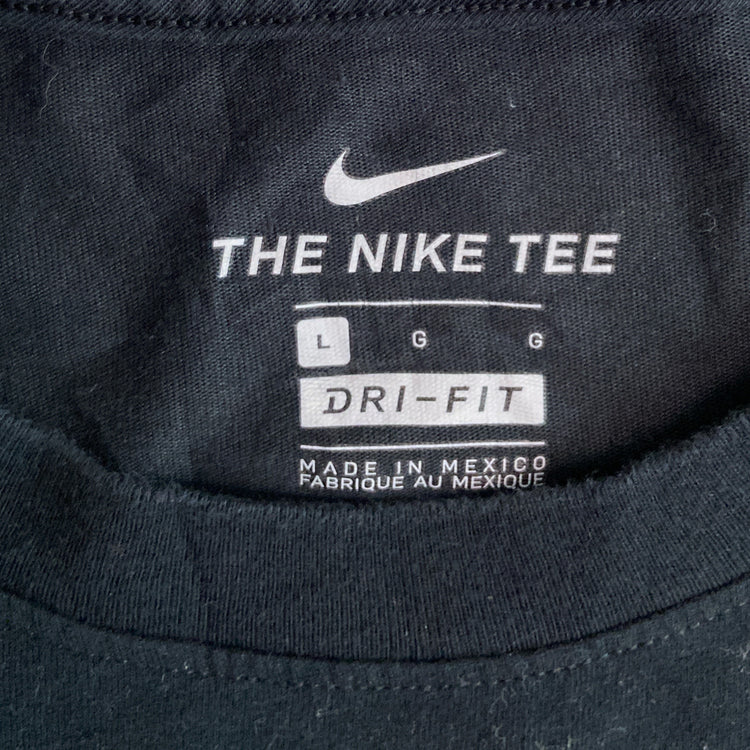 THE NIKE TEE
L G G
DRI-FIT
MADE IN MEXICO
FABRIQUE AU MEXIQUE